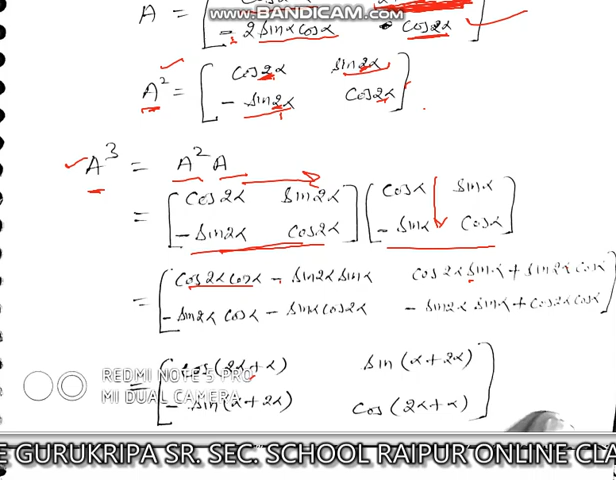 www.BANDICAM.com
A = [
- 2 sinα cosα cos2α ]
A² = [ cos2α sin2α
- sin2α cos2α ]
A³ = A² A
= [ cos2α sin2α ] [ cosα sinα ]
[ -sin2α cos2α ] [ - sinα cosα ]
= [ cos2α cosα - sin2α sinα cos2α sinα + sin2α cosα ]
[ - sin2α cosα - sinα cos2α - sin2α sinα + cos2α cosα ]
= [ cos(2α + α) sin(α + 2α) ]
[ - sin(α + 2α) cos(2α + α) ]
REDMI NOTE 5 PRO
MI DUAL CAMERA
E GURUKRIPA SR. SEC. SCHOOL RAIPUR ONLINE CLA